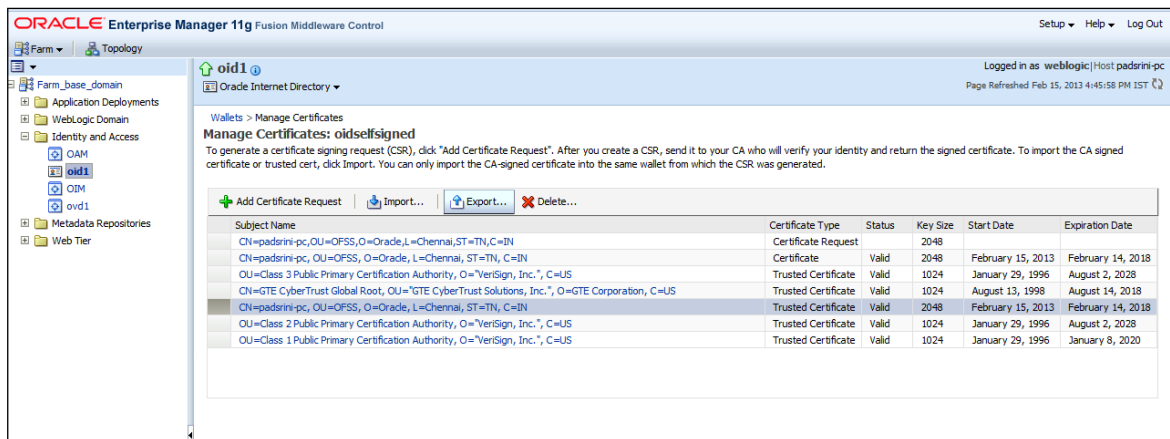 ORACLE Enterprise Manager 11g Fusion Middleware Control
Setup Help Log Out
Farm Topology
Farm_base_domain
Application Deployments
WebLogic Domain
Identity and Access
OAM
oid1
OIM
ovd1
Metadata Repositories
Web Tier
oid1
Oracle Internet Directory
Logged in as weblogic|Host padsrini-pc
Page Refreshed Feb 15, 2013 4:45:58 PM IST
Wallets > Manage Certificates
Manage Certificates: oidselfsigned
To generate a certificate signing request (CSR), click "Add Certificate Request". After you create a CSR, send it to your CA who will verify your identity and return the signed certificate. To import the CA signed
certificate or trusted cert, click Import. You can only import the CA-signed certificate into the same wallet from which the CSR was generated.
Add Certificate Request Import... Export... Delete...
Subject Name Certificate Type Status Key Size Start Date Expiration Date
CN=padsrini-pc,OU=OFSS,O=Oracle,L=Chennai,ST=TN,C=IN Certificate Request 2048
CN=padsrini-pc, OU=OFSS, O=Oracle, L=Chennai, ST=TN, C=IN Certificate Valid 2048 February 15, 2013 February 14, 2018
OU=Class 3 Public Primary Certification Authority, O="VeriSign, Inc.", C=US Trusted Certificate Valid 1024 January 29, 1996 August 2, 2028
CN=GTE CyberTrust Global Root, OU="GTE CyberTrust Solutions, Inc.", O=GTE Corporation, C=US Trusted Certificate Valid 1024 August 13, 1998 August 14, 2018
CN=padsrini-pc, OU=OFSS, O=Oracle, L=Chennai, ST=TN, C=IN Trusted Certificate Valid 2048 February 15, 2013 February 14, 2018
OU=Class 2 Public Primary Certification Authority, O="VeriSign, Inc.", C=US Trusted Certificate Valid 1024 January 29, 1996 August 2, 2028
OU=Class 1 Public Primary Certification Authority, O="VeriSign, Inc.", C=US Trusted Certificate Valid 1024 January 29, 1996 January 8, 2020